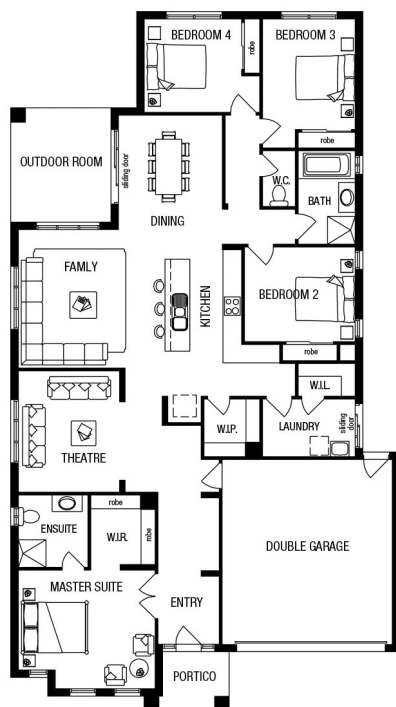 BEDROOM 4
BEDROOM 3
robe
robe
OUTDOOR ROOM
sliding door
W.C.
BATH
DINING
FAMLY
KITCHEN
BEDROOM 2
robe
W.I.L.
THEATRE
W.I.P.
LAUNDRY
sliding
door
robe
ENSUITE
W.I.R.
robe
DOUBLE GARAGE
MASTER SUITE
ENTRY
PORTICO